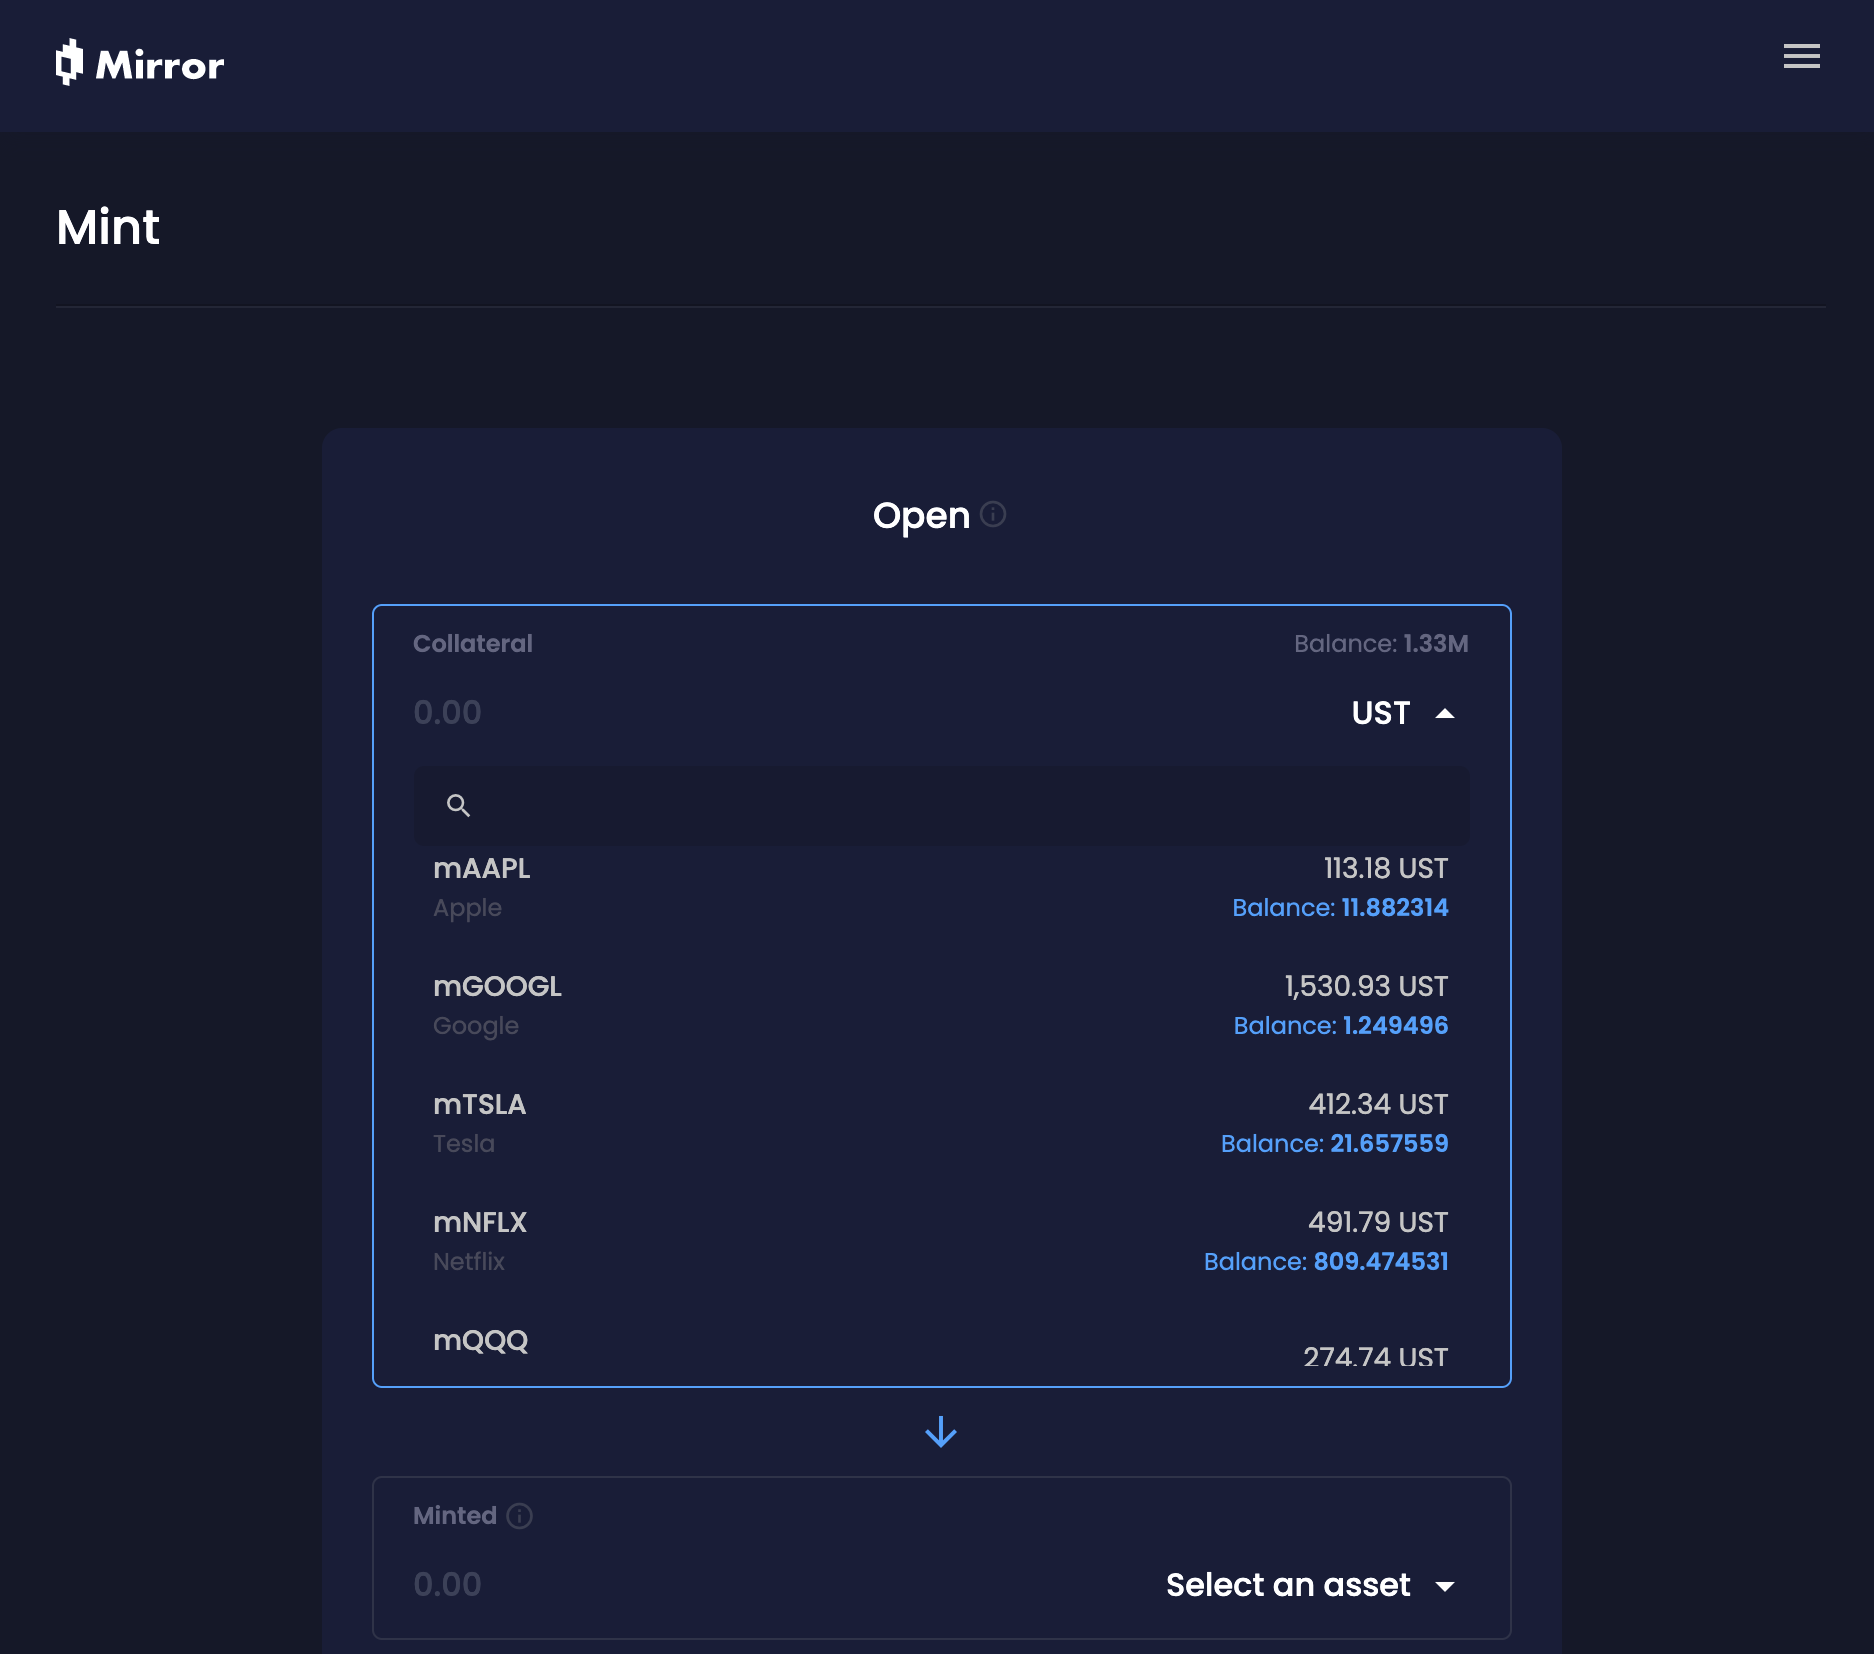 Mirror
Mint
Open
Collateral Balance: 1.33M
0.00 UST
mAAPL 113.18 UST
Apple Balance: 11.882314
mGOOGL 1,530.93 UST
Google Balance: 1.249496
mTSLA 412.34 UST
Tesla Balance: 21.657559
mNFLX 491.79 UST
Netflix Balance: 809.474531
mQQQ 274.74 UST
Minted
0.00 Select an asset